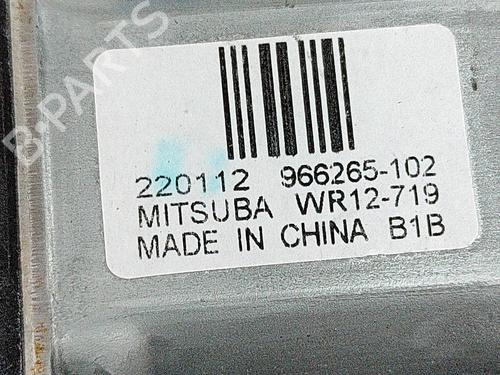 B-PARTS
220112 966265-102
MITSUBA WR12-719
MADE IN CHINA B1B